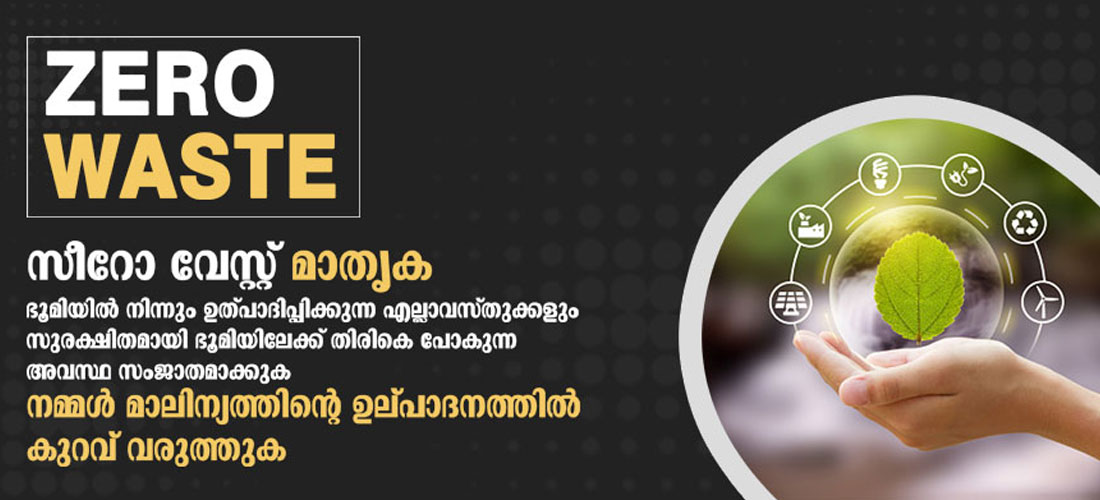 ZERO
WASTE
സീറോ വേസ്റ്റ് മാതൃക
ഭൂമിയിൽ നിന്നും ഉത്പാദിപ്പിക്കുന്ന എല്ലാവസ്തുക്കളും
സുരക്ഷിതമായി ഭൂമിയിലേക്ക് തിരികെ പോകുന്ന
അവസ്ഥ സംജാതമാക്കുക
നമ്മൾ മാലിന്യത്തിന്റെ ഉല്പാദനത്തിൽ
കുറവ് വരുത്തുക